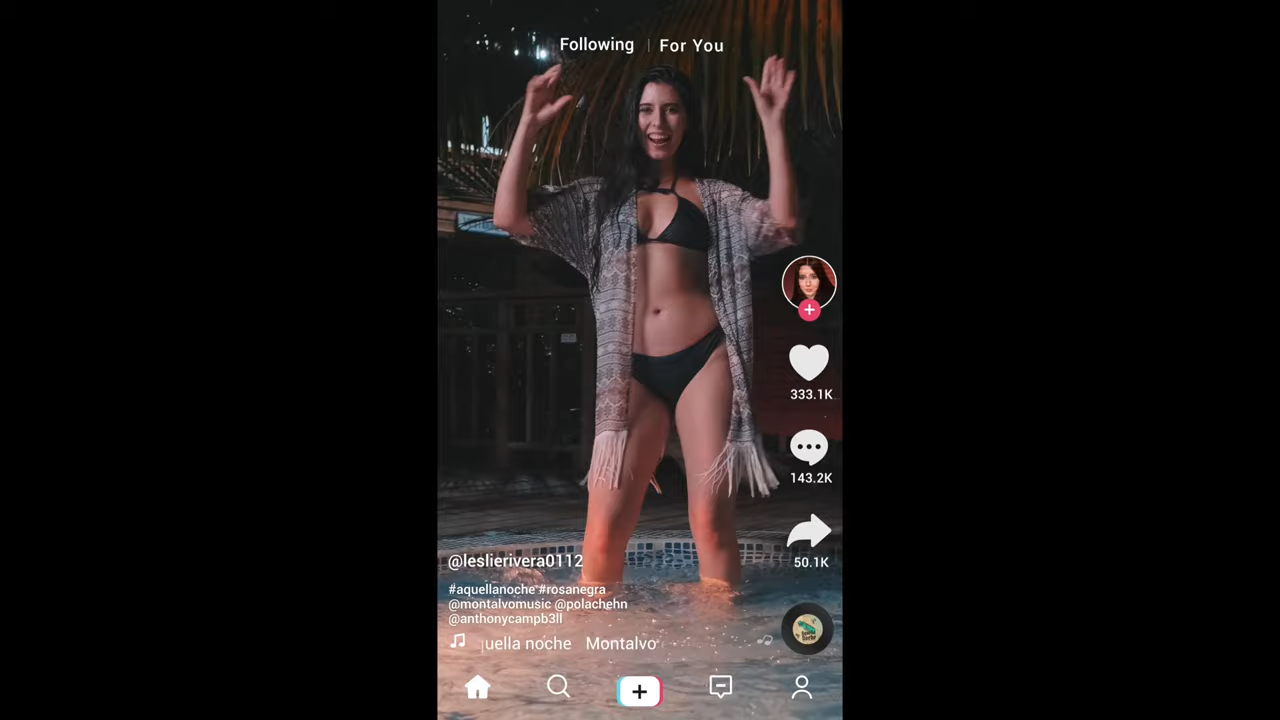 Following | For You
333.1K
143.2K
50.1K
@leslierivera0112
#aquellanoche #rosanegra
@montalvomusic @polachehn
@anthonycampb3ll
uella noche Montalvo